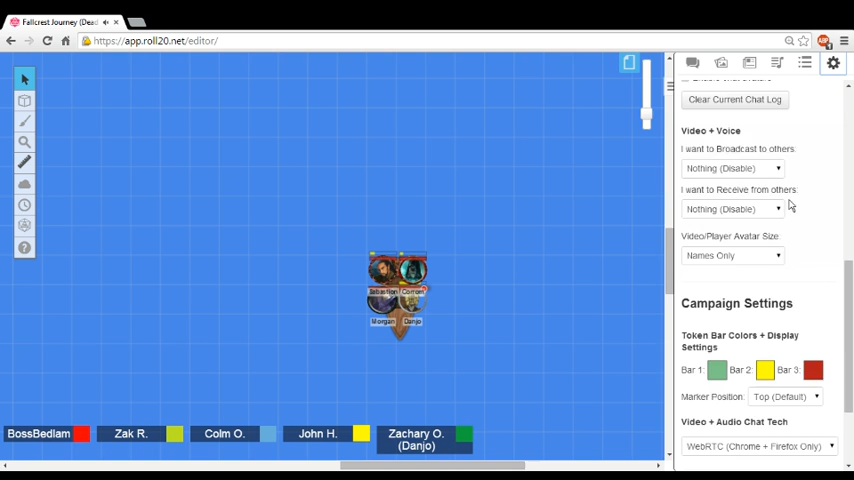 Fallcrest Journey (Dead
https://app.roll20.net/editor/
ABP
Clear Current Chat Log
Video + Voice
I want to Broadcast to others:
Nothing (Disable)
I want to Receive from others:
Nothing (Disable)
Video/Player Avatar Size:
Names Only
Campaign Settings
Token Bar Colors + Display
Settings
Bar 1: Bar 2: Bar 3:
Marker Position: Top (Default)
Video + Audio Chat Tech
WebRTC (Chrome + Firefox Only)
Sebastion
Morgan Danjo
BossBedlam Zak R. Colm O. John H. Zachary O.
(Danjo)